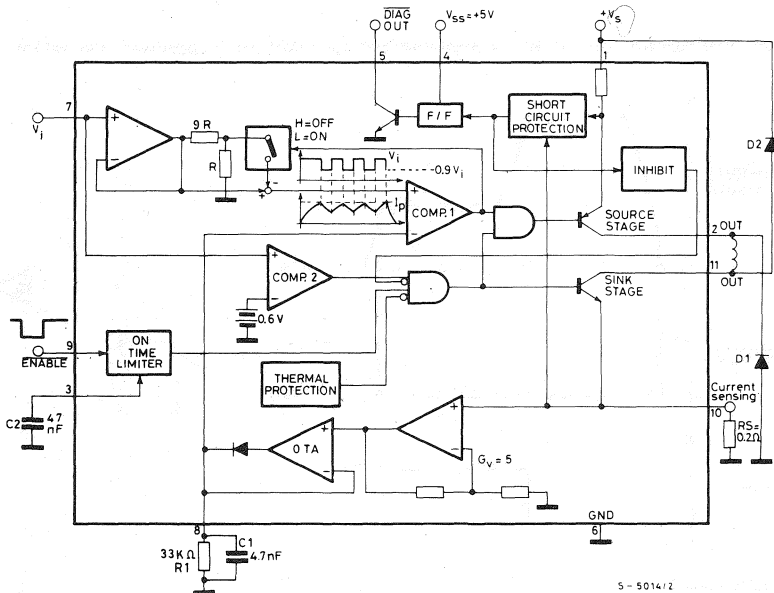 DIAG OUT
VSS=+5V
+VS
5
4
1
7
Vi
9R
R
H=OFF
L=ON
F/F
SHORT
CIRCUIT
PROTECTION
D2
INHIBIT
Vi
0.9 Vi
Ip
+
-
+
-
+
-
COMP.1
SOURCE
STAGE
2
OUT
11
OUT
+
-
COMP. 2
0.6V
SINK
STAGE
9
ENABLE
ON
TIME
LIMITER
3
C2
47
nF
THERMAL
PROTECTION
D1
Current
sensing
10
RS=
0.2Ω
+
-
OTA
+
-
GV = 5
8
33KΩ
R1
C1
4.7nF
GND
6
S-5014/2